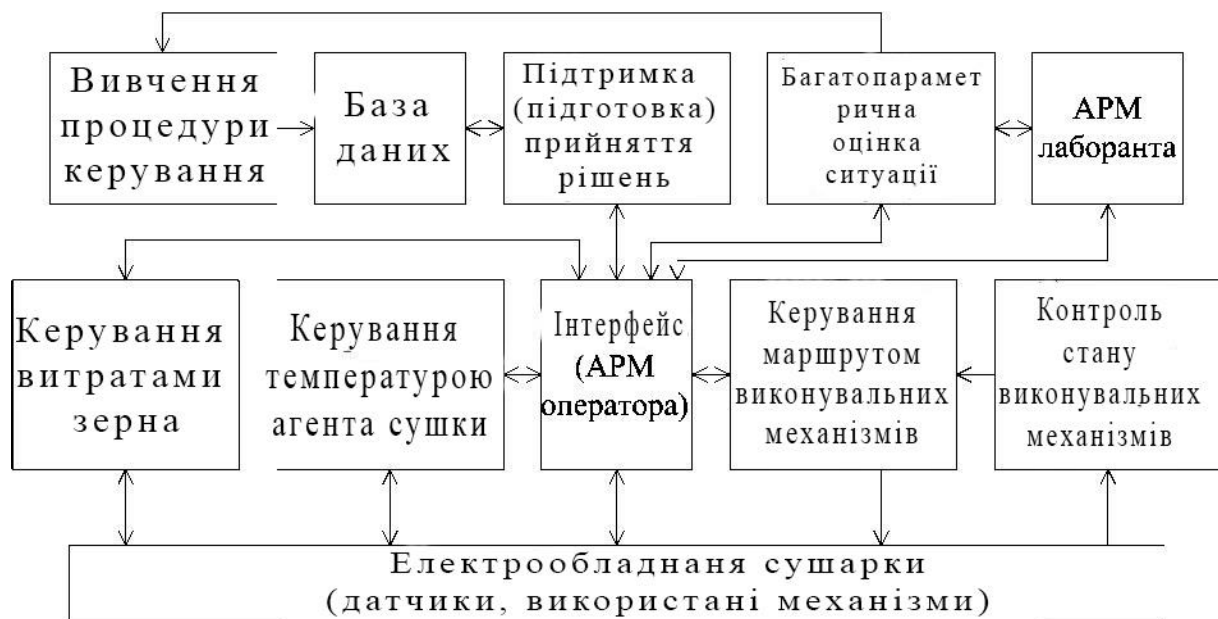 Вивчення
процедури
керування
База
даних
Підтримка
(підготовка)
прийняття
рішень
Багатопарамет
рична
оцінка
ситуації
АРМ
лаборанта
Керування
витратами
зерна
Керування
температурою
агента сушки
Інтерфейс
(АРМ
оператора)
Керування
маршрутом
виконувальних
механізмів
Контроль
стану
виконувальних
механізмів
Електрообладнаня сушарки
(датчики, використані механізми)